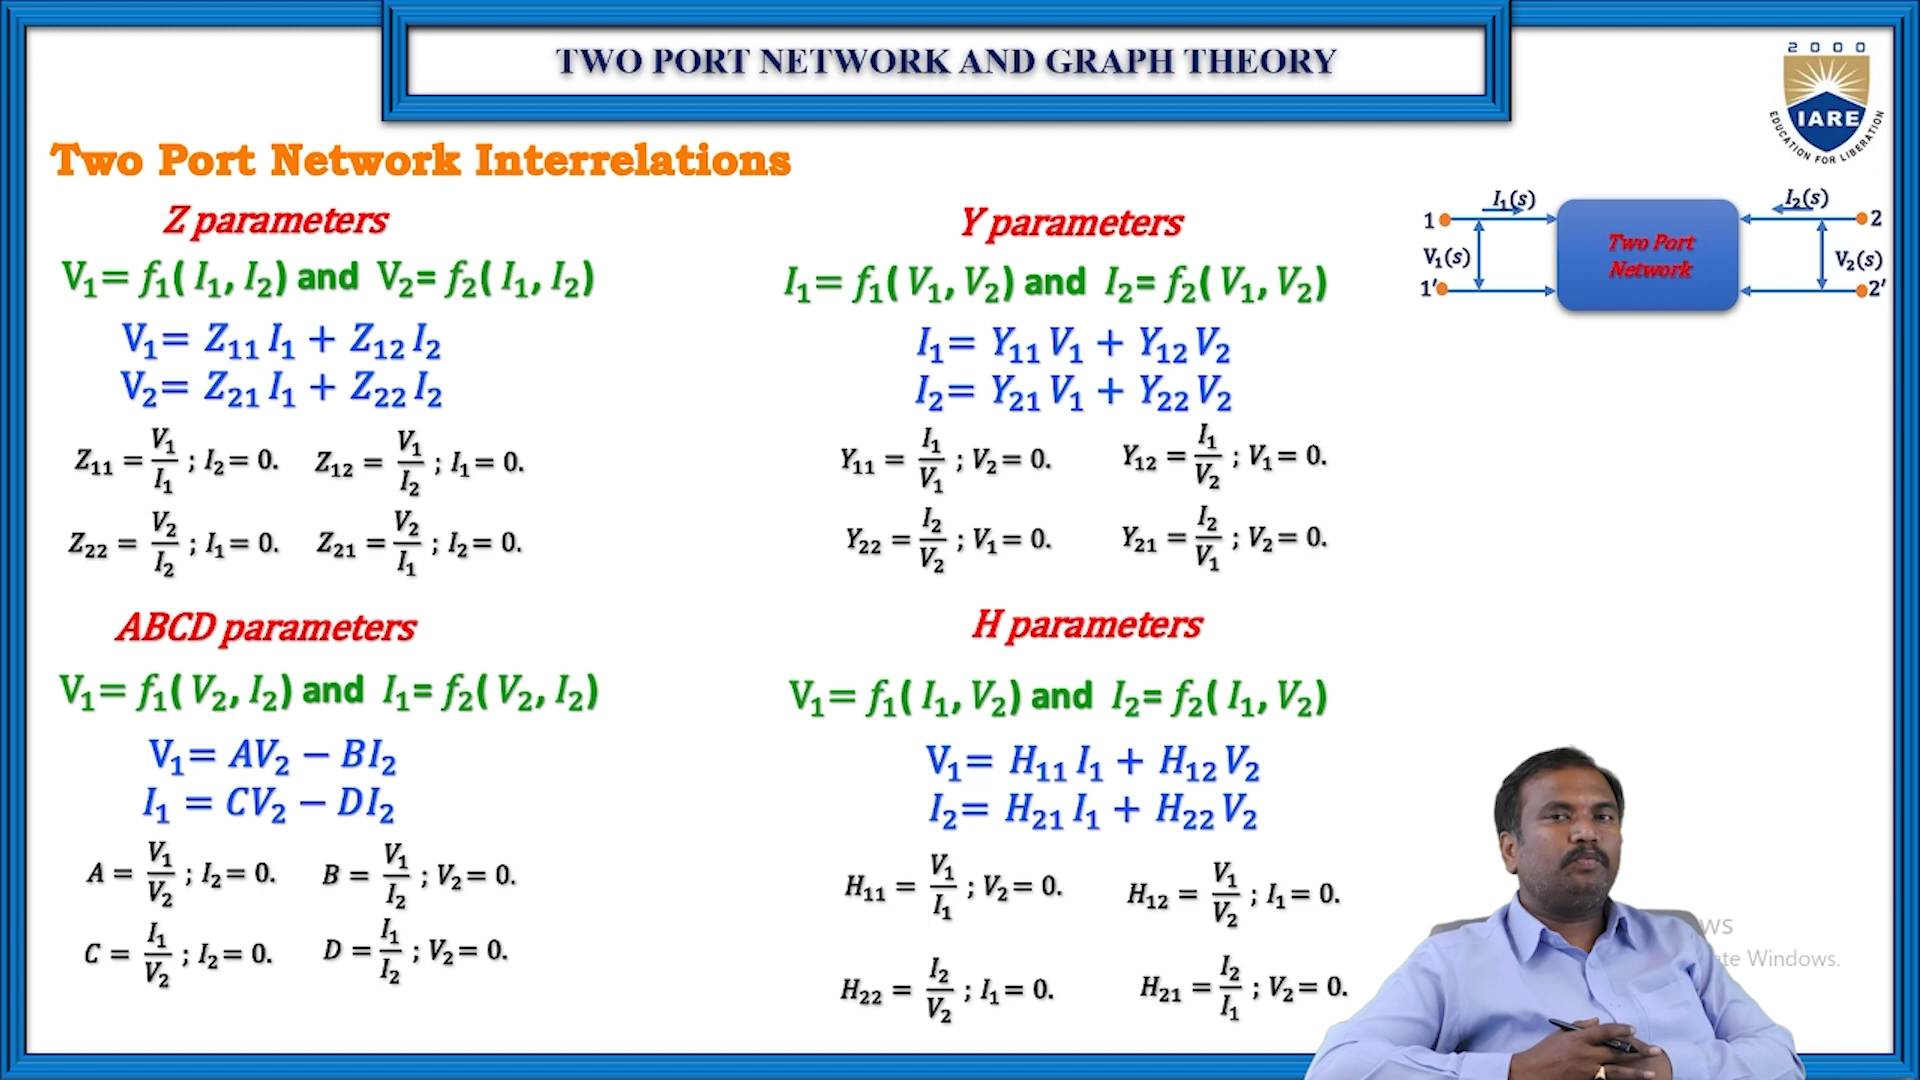 TWO PORT NETWORK AND GRAPH THEORY
2 0 0 0
IARE
EDUCATION FOR LIBERATION
Two Port Network Interrelations
Z parameters
V₁= f₁( I₁, I₂) and V₂= f₂( I₁, I₂)
V₁= Z₁₁ I₁ + Z₁₂ I₂
V₂= Z₂₁ I₁ + Z₂₂ I₂
Z₁₁ = V₁/I₁ ; I₂= 0. Z₁₂ = V₁/I₂ ; I₁= 0.
Z₂₂ = V₂/I₂ ; I₁= 0. Z₂₁ = V₂/I₁ ; I₂= 0.
Y parameters
I₁= f₁( V₁, V₂) and I₂= f₂( V₁, V₂)
I₁= Y₁₁ V₁ + Y₁₂ V₂
I₂= Y₂₁ V₁ + Y₂₂ V₂
Y₁₁ = I₁/V₁ ; V₂= 0. Y₁₂ = I₁/V₂ ; V₁= 0.
Y₂₂ = I₂/V₂ ; V₁= 0. Y₂₁ = I₂/V₁ ; V₂= 0.
I₁(s) I₂(s)
1 2
V₁(s) Two Port V₂(s)
Network
1′ 2′
ABCD parameters
V₁= f₁( V₂, I₂) and I₁= f₂( V₂, I₂)
V₁= AV₂ − BI₂
I₁ = CV₂ − DI₂
A = V₁/V₂ ; I₂= 0. B = V₁/I₂ ; V₂= 0.
C = I₁/V₂ ; I₂= 0. D = I₁/I₂ ; V₂= 0.
H parameters
V₁= f₁( I₁, V₂) and I₂= f₂( I₁, V₂)
V₁= H₁₁ I₁ + H₁₂ V₂
I₂= H₂₁ I₁ + H₂₂ V₂
H₁₁ = V₁/I₁ ; V₂= 0. H₁₂ = V₁/V₂ ; I₁= 0.
H₂₂ = I₂/V₂ ; I₁= 0. H₂₁ = I₂/I₁ ; V₂= 0.
Windows.